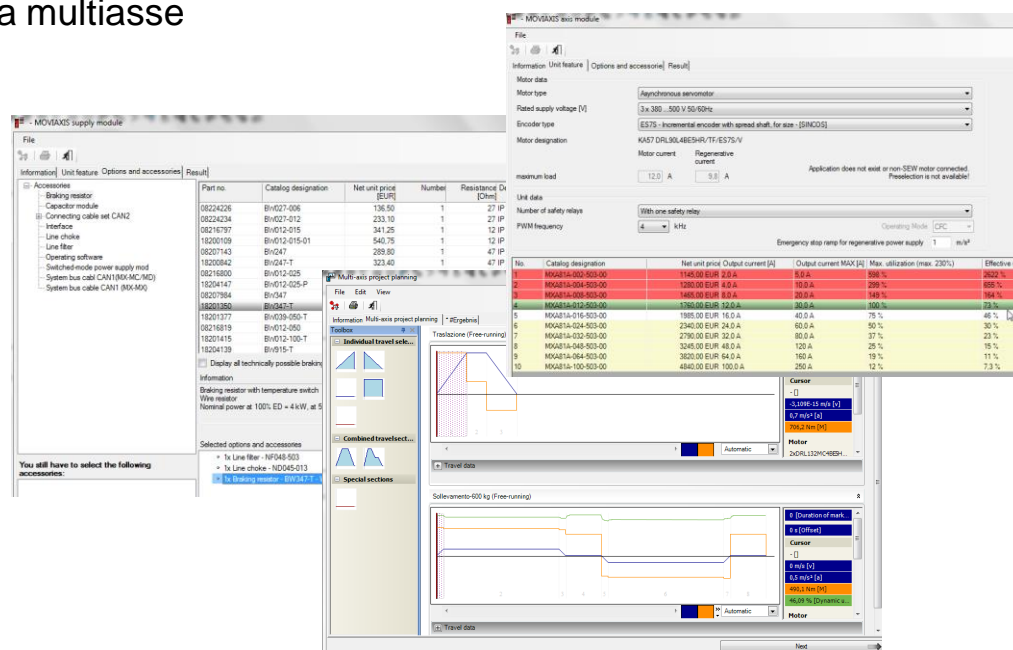 a multiasse
- MOVIAXIS axis module
File
Information Unit feature Options and accessorie Result
Motor data
Motor type Asynchronous servomotor
Rated supply voltage [V] 3 x 380 ...500 V 50/60Hz
Encoder type ES7S - Incremental encoder with spread shaft, for size - [SINCOS]
Motor designation KA57 DRL90L4BE5HR/TF/ES7S/V
Motor current Regenerative current
maximum load 12,0 A 9,8 A
Application does not exist or non-SEW motor connected.
Preselection is not available!
Unit data
Number of safety relays With one safety relay
PWM frequency 4 kHz Operating Mode CFC
Emergency stop ramp for regenerative power supply 1 m/s²
No. Catalog designation Net unit price Output current [A] Output current MAX [A] Max. utilization (max. 230%) Effective
1 MXA81A-002-503-00 1145,00 EUR 2,0 A 5,0 A 598 % 2622 %
2 MXA81A-004-503-00 1280,00 EUR 4,0 A 10,0 A 299 % 655 %
3 MXA81A-008-503-00 1465,00 EUR 8,0 A 20,0 A 149 % 164 %
4 MXA81A-012-503-00 1760,00 EUR 12,0 A 30,0 A 100 % 73 %
5 MXA81A-016-503-00 1985,00 EUR 16,0 A 40,0 A 75 % 46 %
6 MXA81A-024-503-00 2340,00 EUR 24,0 A 60,0 A 50 % 30 %
7 MXA81A-032-503-00 2790,00 EUR 32,0 A 80,0 A 37 % 23 %
8 MXA81A-048-503-00 3245,00 EUR 48,0 A 120 A 25 % 15 %
9 MXA81A-064-503-00 3820,00 EUR 64,0 A 160 A 19 % 11 %
10 MXA81A-100-503-00 4840,00 EUR 100,0 A 250 A 12 % 7,3 %
- MOVIAXIS supply module
File
Information Unit feature Options and accessories Result
Accessories
Braking resistor
Capacitor module
Connecting cable set CAN2
Interface
Line choke
Line filter
Operating software
Switched-mode power supply mod
System bus cabl CAN1(MX-MC/MD)
System bus cable CAN1 (MX-MX)
Part no. Catalog designation Net unit price [EUR] Number Resistance De [Ohm]
08224226 BW027-006 136,50 1 27 IP
08224234 BW027-012 233,10 1 27 IP
08216797 BW012-015 341,25 1 12 IP
18200109 BW012-015-01 540,75 1 12 IP
08207143 BW247 289,80 1 47 IP
18200842 BW247-T 323,40 1 47 IP
08216800 BW012-025
18204147 BW012-025-P
08207984 BW347
18201350 BW347-T
18201377 BW039-050-T
08216819 BW012-050
18201415 BW012-100-T
18204139 BW915-T
Display all technically possible braking
Information
Braking resistor with temperature switch
Wire resistor
Nominal power at 100% ED = 4 kW, at 5
Selected options and accessories
1x Line filter - NF048-503
1x Line choke - ND045-013
1x Braking resistor - BW347-T -
You still have to select the following
accessories:
Multi-axis project planning
File Edit View
Information Multi-axis project planning *#Ergebnis
Toolbox
Individual travel sele...
Combined travelsect...
Special sections
Traslazione (Free-running)
Cursor
- []
-3,109E-15 m/s [v]
0,7 m/s² [a]
706,2 Nm [M]
Motor
2xDRL132MC4BE5H...
Automatic
Travel data
Sollevamento-600 kg (Free-running)
0 [Duration of mark...
0 s [Offset]
Cursor
- []
0 m/s [v]
0,5 m/s² [a]
490,1 Nm [M]
46,09 % [Dynamic u...
Motor
Automatic
Travel data
Next